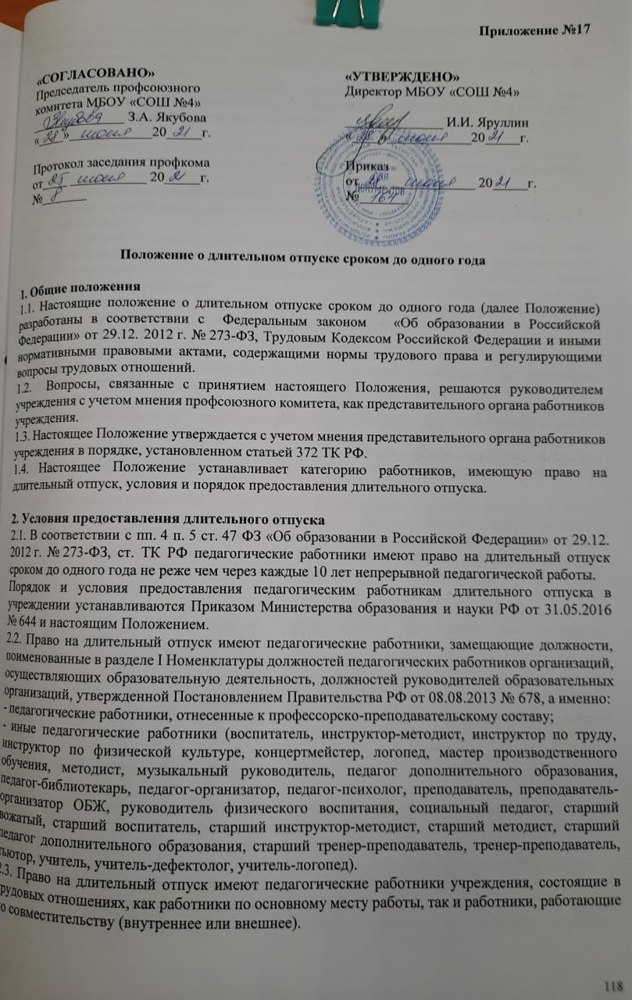 Приложение №17
«СОГЛАСОВАНО»
Председатель профсоюзного
комитета МБОУ «СОШ №4»
Якубова З.А. Якубова
«28» июня 2021г.
Протокол заседания профкома
от 25 июня 2021г.
№ 8
«УТВЕРЖДЕНО»
Директор МБОУ «СОШ №4»
И.И. Яруллин
«28» июня 2021г.
Приказ
от июня 2021г.
№ 164
ДЛЯ
ДОКУМЕНТОВ
Положение о длительном отпуске сроком до одного года
1. Общие положения
1.1. Настоящие положение о длительном отпуске сроком до одного года (далее Положение)
разработаны в соответствии с Федеральным законом «Об образовании в Российской
Федерации» от 29.12. 2012 г. № 273-ФЗ, Трудовым Кодексом Российской Федерации и иными
нормативными правовыми актами, содержащими нормы трудового права и регулирующими
вопросы трудовых отношений.
1.2. Вопросы, связанные с принятием настоящего Положения, решаются руководителем
учреждения с учетом мнения профсоюзного комитета, как представительного органа работников
учреждения.
1.3. Настоящее Положение утверждается с учетом мнения представительного органа работников
учреждения в порядке, установленном статьей 372 ТК РФ.
1.4. Настоящее Положение устанавливает категорию работников, имеющую право на
длительный отпуск, условия и порядок предоставления длительного отпуска.
2. Условия предоставления длительного отпуска
2.1. В соответствии с пп. 4 п. 5 ст. 47 ФЗ «Об образовании в Российской Федерации» от 29.12.
2012 г. № 273-ФЗ, ст. ТК РФ педагогические работники имеют право на длительный отпуск
сроком до одного года не реже чем через каждые 10 лет непрерывной педагогической работы.
Порядок и условия предоставления педагогическим работникам длительного отпуска в
учреждении устанавливаются Приказом Министерства образования и науки РФ от 31.05.2016
№ 644 и настоящим Положением.
2.2. Право на длительный отпуск имеют педагогические работники, замещающие должности,
поименованные в разделе I Номенклатуры должностей педагогических работников организаций,
осуществляющих образовательную деятельность, должностей руководителей образовательных
организаций, утвержденной Постановлением Правительства РФ от 08.08.2013 № 678, а именно:
- педагогические работники, отнесенные к профессорско-преподавательскому составу;
- иные педагогические работники (воспитатель, инструктор-методист, инструктор по труду,
инструктор по физической культуре, концертмейстер, логопед, мастер производственного
обучения, методист, музыкальный руководитель, педагог дополнительного образования,
педагог-библиотекарь, педагог-организатор, педагог-психолог, преподаватель, преподаватель-
организатор ОБЖ, руководитель физического воспитания, социальный педагог, старший
вожатый, старший воспитатель, старший инструктор-методист, старший методист, старший
педагог дополнительного образования, старший тренер-преподаватель, тренер-преподаватель,
тьютор, учитель, учитель-дефектолог, учитель-логопед).
2.3. Право на длительный отпуск имеют педагогические работники учреждения, состоящие в
трудовых отношениях, как работники по основному месту работы, так и работники, работающие
по совместительству (внутреннее или внешнее).
118